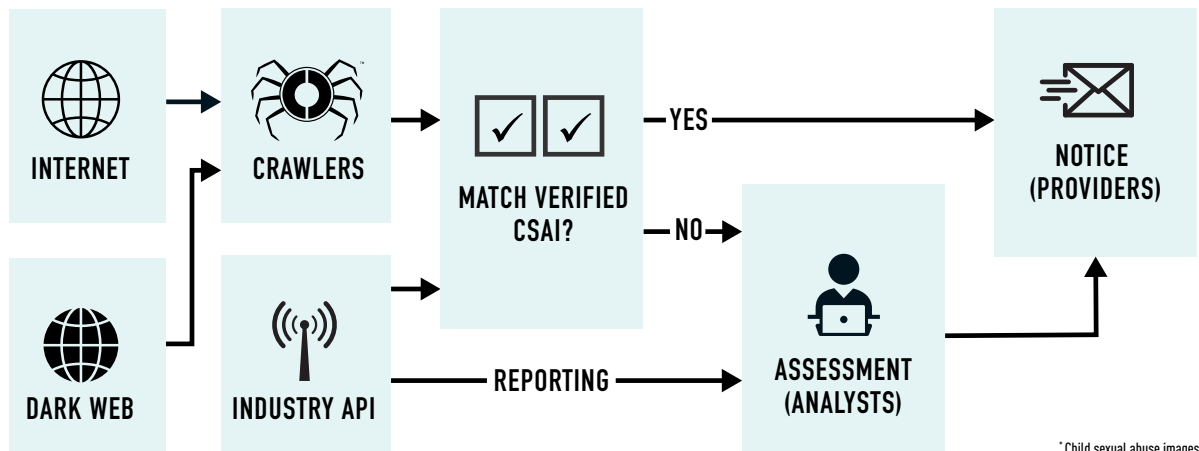 INTERNET
CRAWLERS
™
MATCH VERIFIED
CSAI?
YES
NO
NOTICE
(PROVIDERS)
DARK WEB
INDUSTRY API
REPORTING
ASSESSMENT
(ANALYSTS)
* Child sexual abuse images